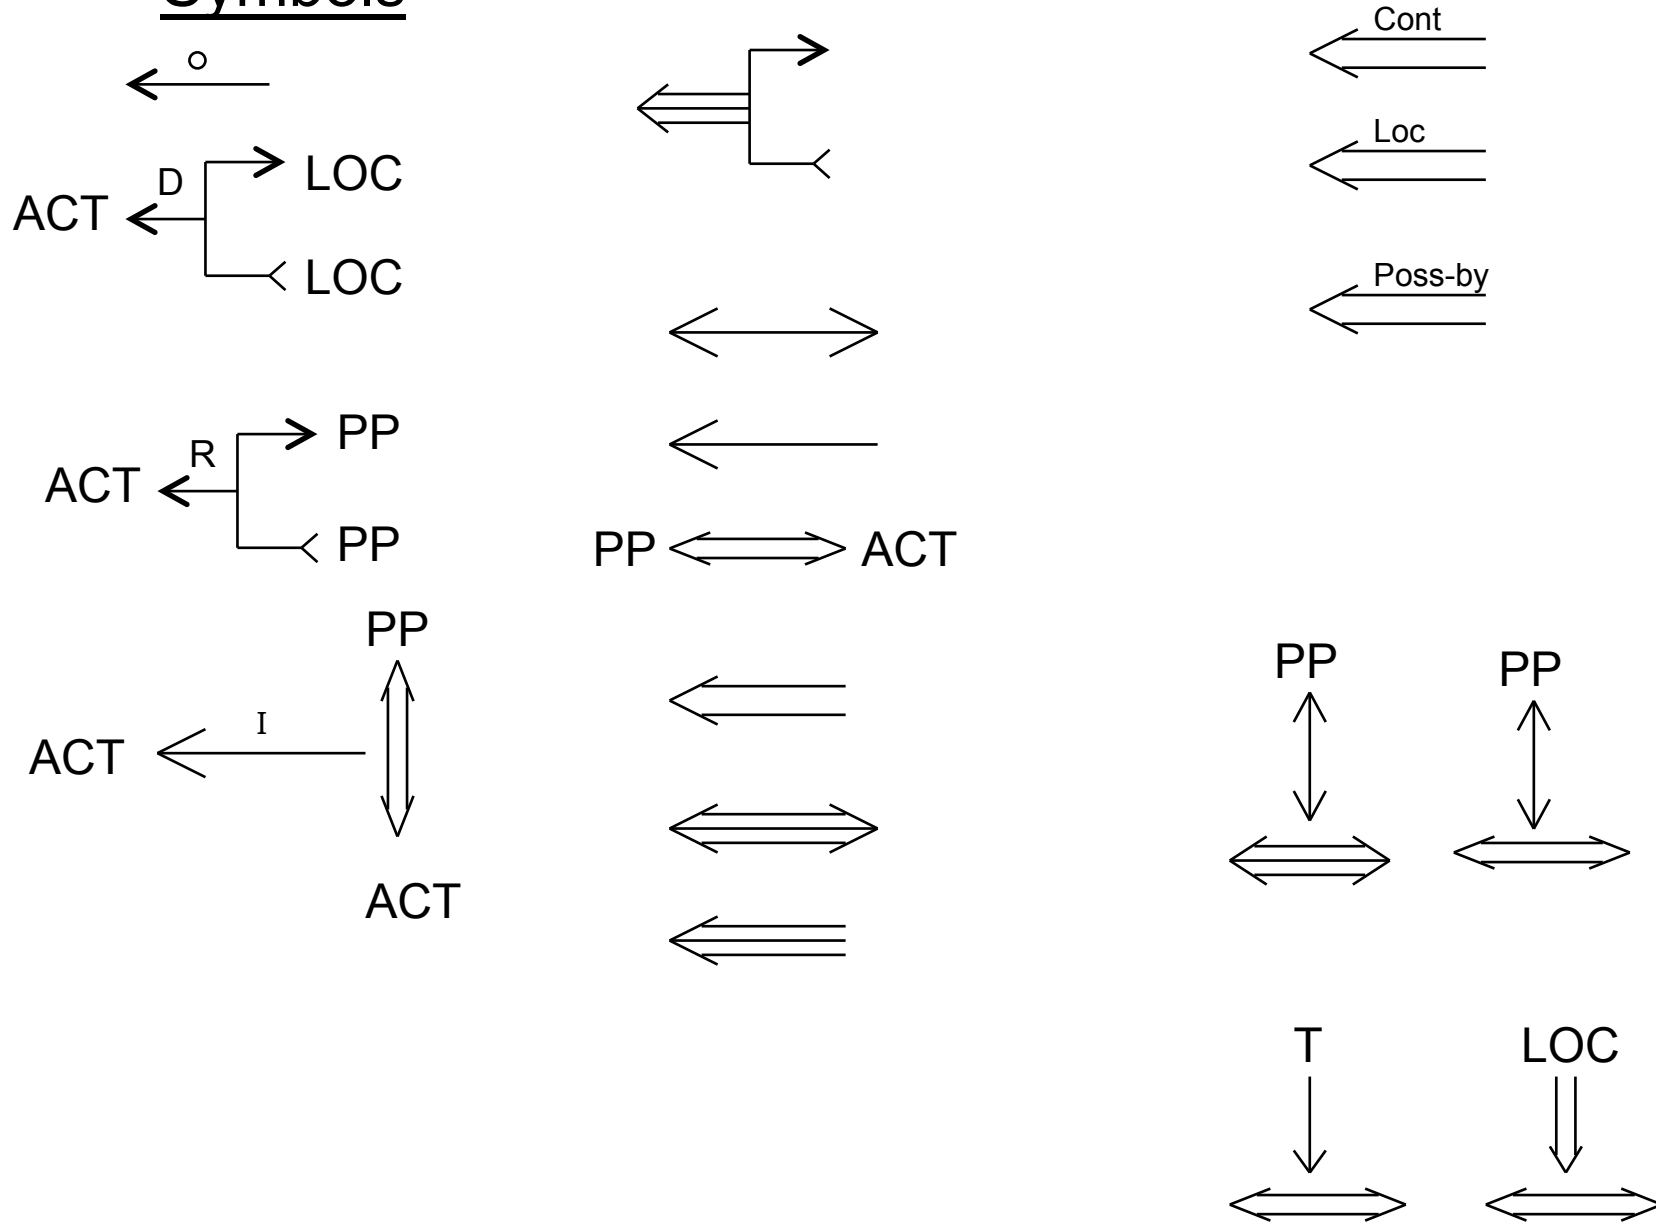 Symbols
o
D
LOC
ACT
LOC
R
PP
ACT
PP
PP
I
ACT
ACT
PP ACT
Cont
Loc
Poss-by
PP PP
T LOC